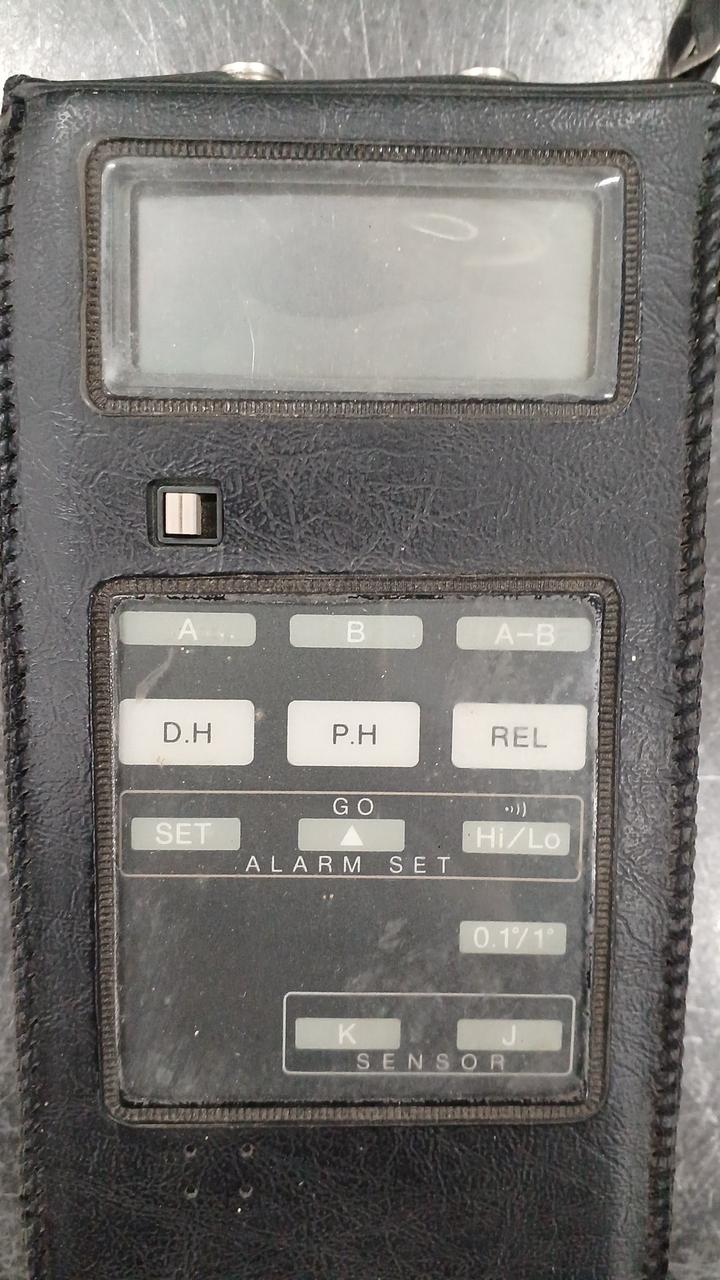 A B A-B
D.H P.H REL
GO
SET ▲ Hi/Lo
ALARM SET
0.1°/1°
K J
SENSOR